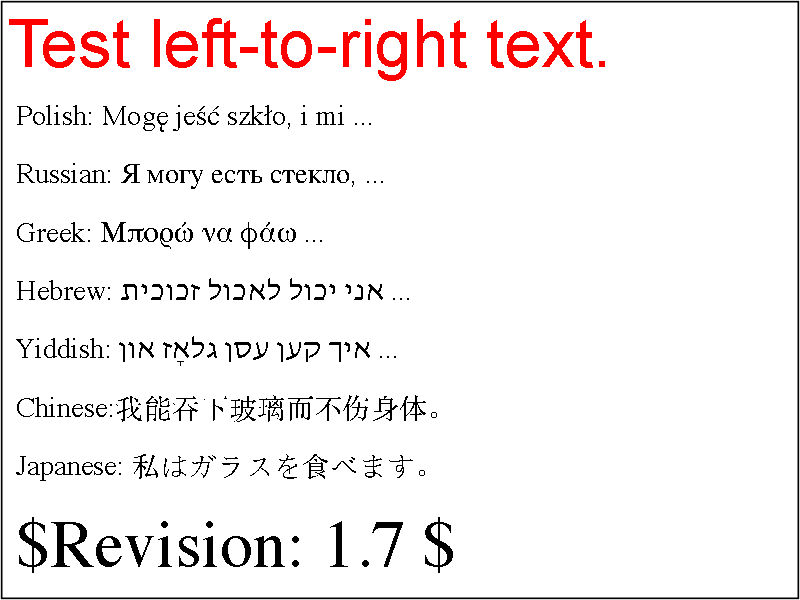 Test left-to-right text.
Polish: Mogę jeść szkło, i mi ...
Russian: Я могу есть стекло, ...
Greek: Μπορώ να φάω ...
Hebrew: אני יכול לאכול זכוכית ...
Yiddish: איך קען עסן גלאָז און ...
Chinese:我能吞下玻璃而不伤身体。
Japanese: 私はガラスを食べます。
$Revision: 1.7 $